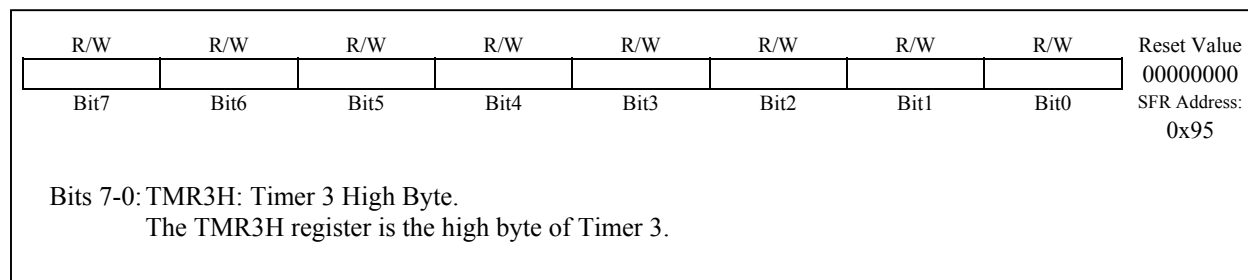 R/W R/W R/W R/W R/W R/W R/W R/W Reset Value
00000000
Bit7 Bit6 Bit5 Bit4 Bit3 Bit2 Bit1 Bit0 SFR Address:
0x95
Bits 7-0: TMR3H: Timer 3 High Byte.
The TMR3H register is the high byte of Timer 3.